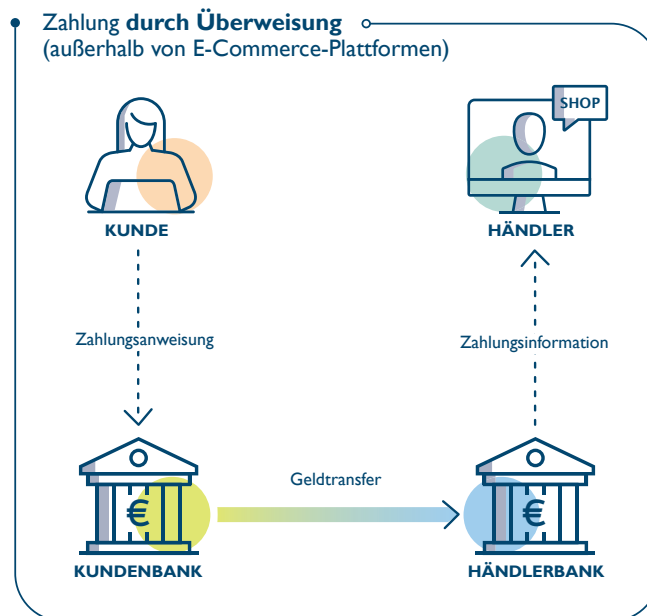 Zahlung durch Überweisung
(außerhalb von E-Commerce-Plattformen)
SHOP
KUNDE
HÄNDLER
Zahlungsanweisung
Zahlungsinformation
Geldtransfer
€
€
KUNDENBANK
HÄNDLERBANK